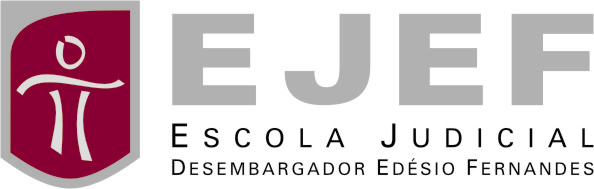 EJEF
ESCOLA JUDICIAL
DESEMBARGADOR EDÉSIO FERNANDES